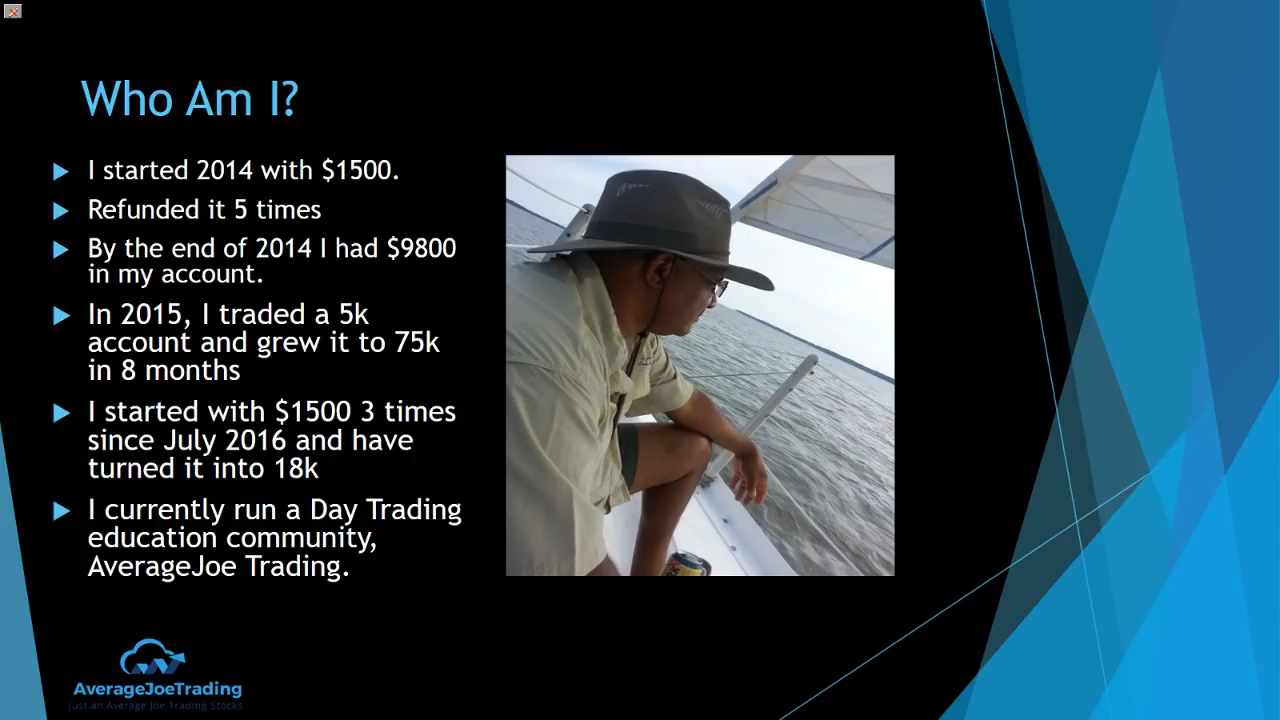 Who Am I?
I started 2014 with $1500.
Refunded it 5 times
By the end of 2014 I had $9800
in my account.
In 2015, I traded a 5k
account and grew it to 75k
in 8 months
I started with $1500 3 times
since July 2016 and have
turned it into 18k
I currently run a Day Trading
education community,
AverageJoe Trading.
AverageJoeTrading
Just an Average Joe Trading Stocks